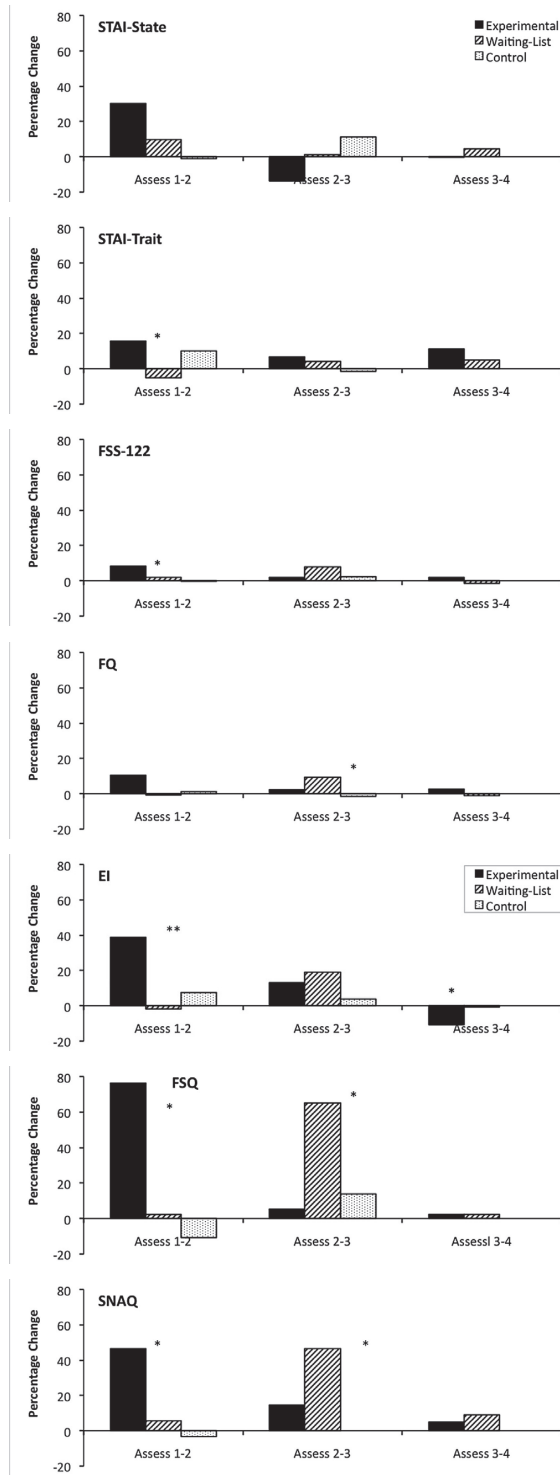 STAI-State
Experimental
Waiting-List
Control
Perentage Change
80
60
40
20
0
-20
Assess 1-2
Assess 2-3
Assess 3-4
STAI-Trait
Percentage Change
80
60
40
20
0
-20
*
Assess 1-2
Assess 2-3
Assess 3-4
FSS-122
Percentage Change
80
60
40
20
0
-20
*
Assess 1-2
Assess 2-3
Assess 3-4
FQ
Percentage Change
80
60
40
20
0
-20
*
Assess 1-2
Assess 2-3
Assess 3-4
EI
Experimental
Waiting-List
Control
Percentage Change
80
60
40
20
0
-20
**
*
Assess 1-2
Assess 2-3
Assess 3-4
FSQ
Percentage Change
80
60
40
20
0
-20
*
*
Assess 1-2
Assess 2-3
Assessl 3-4
SNAQ
Percentage Change
80
60
40
20
0
-20
*
*
Assess 1-2
Assess 2-3
Assess 3-4